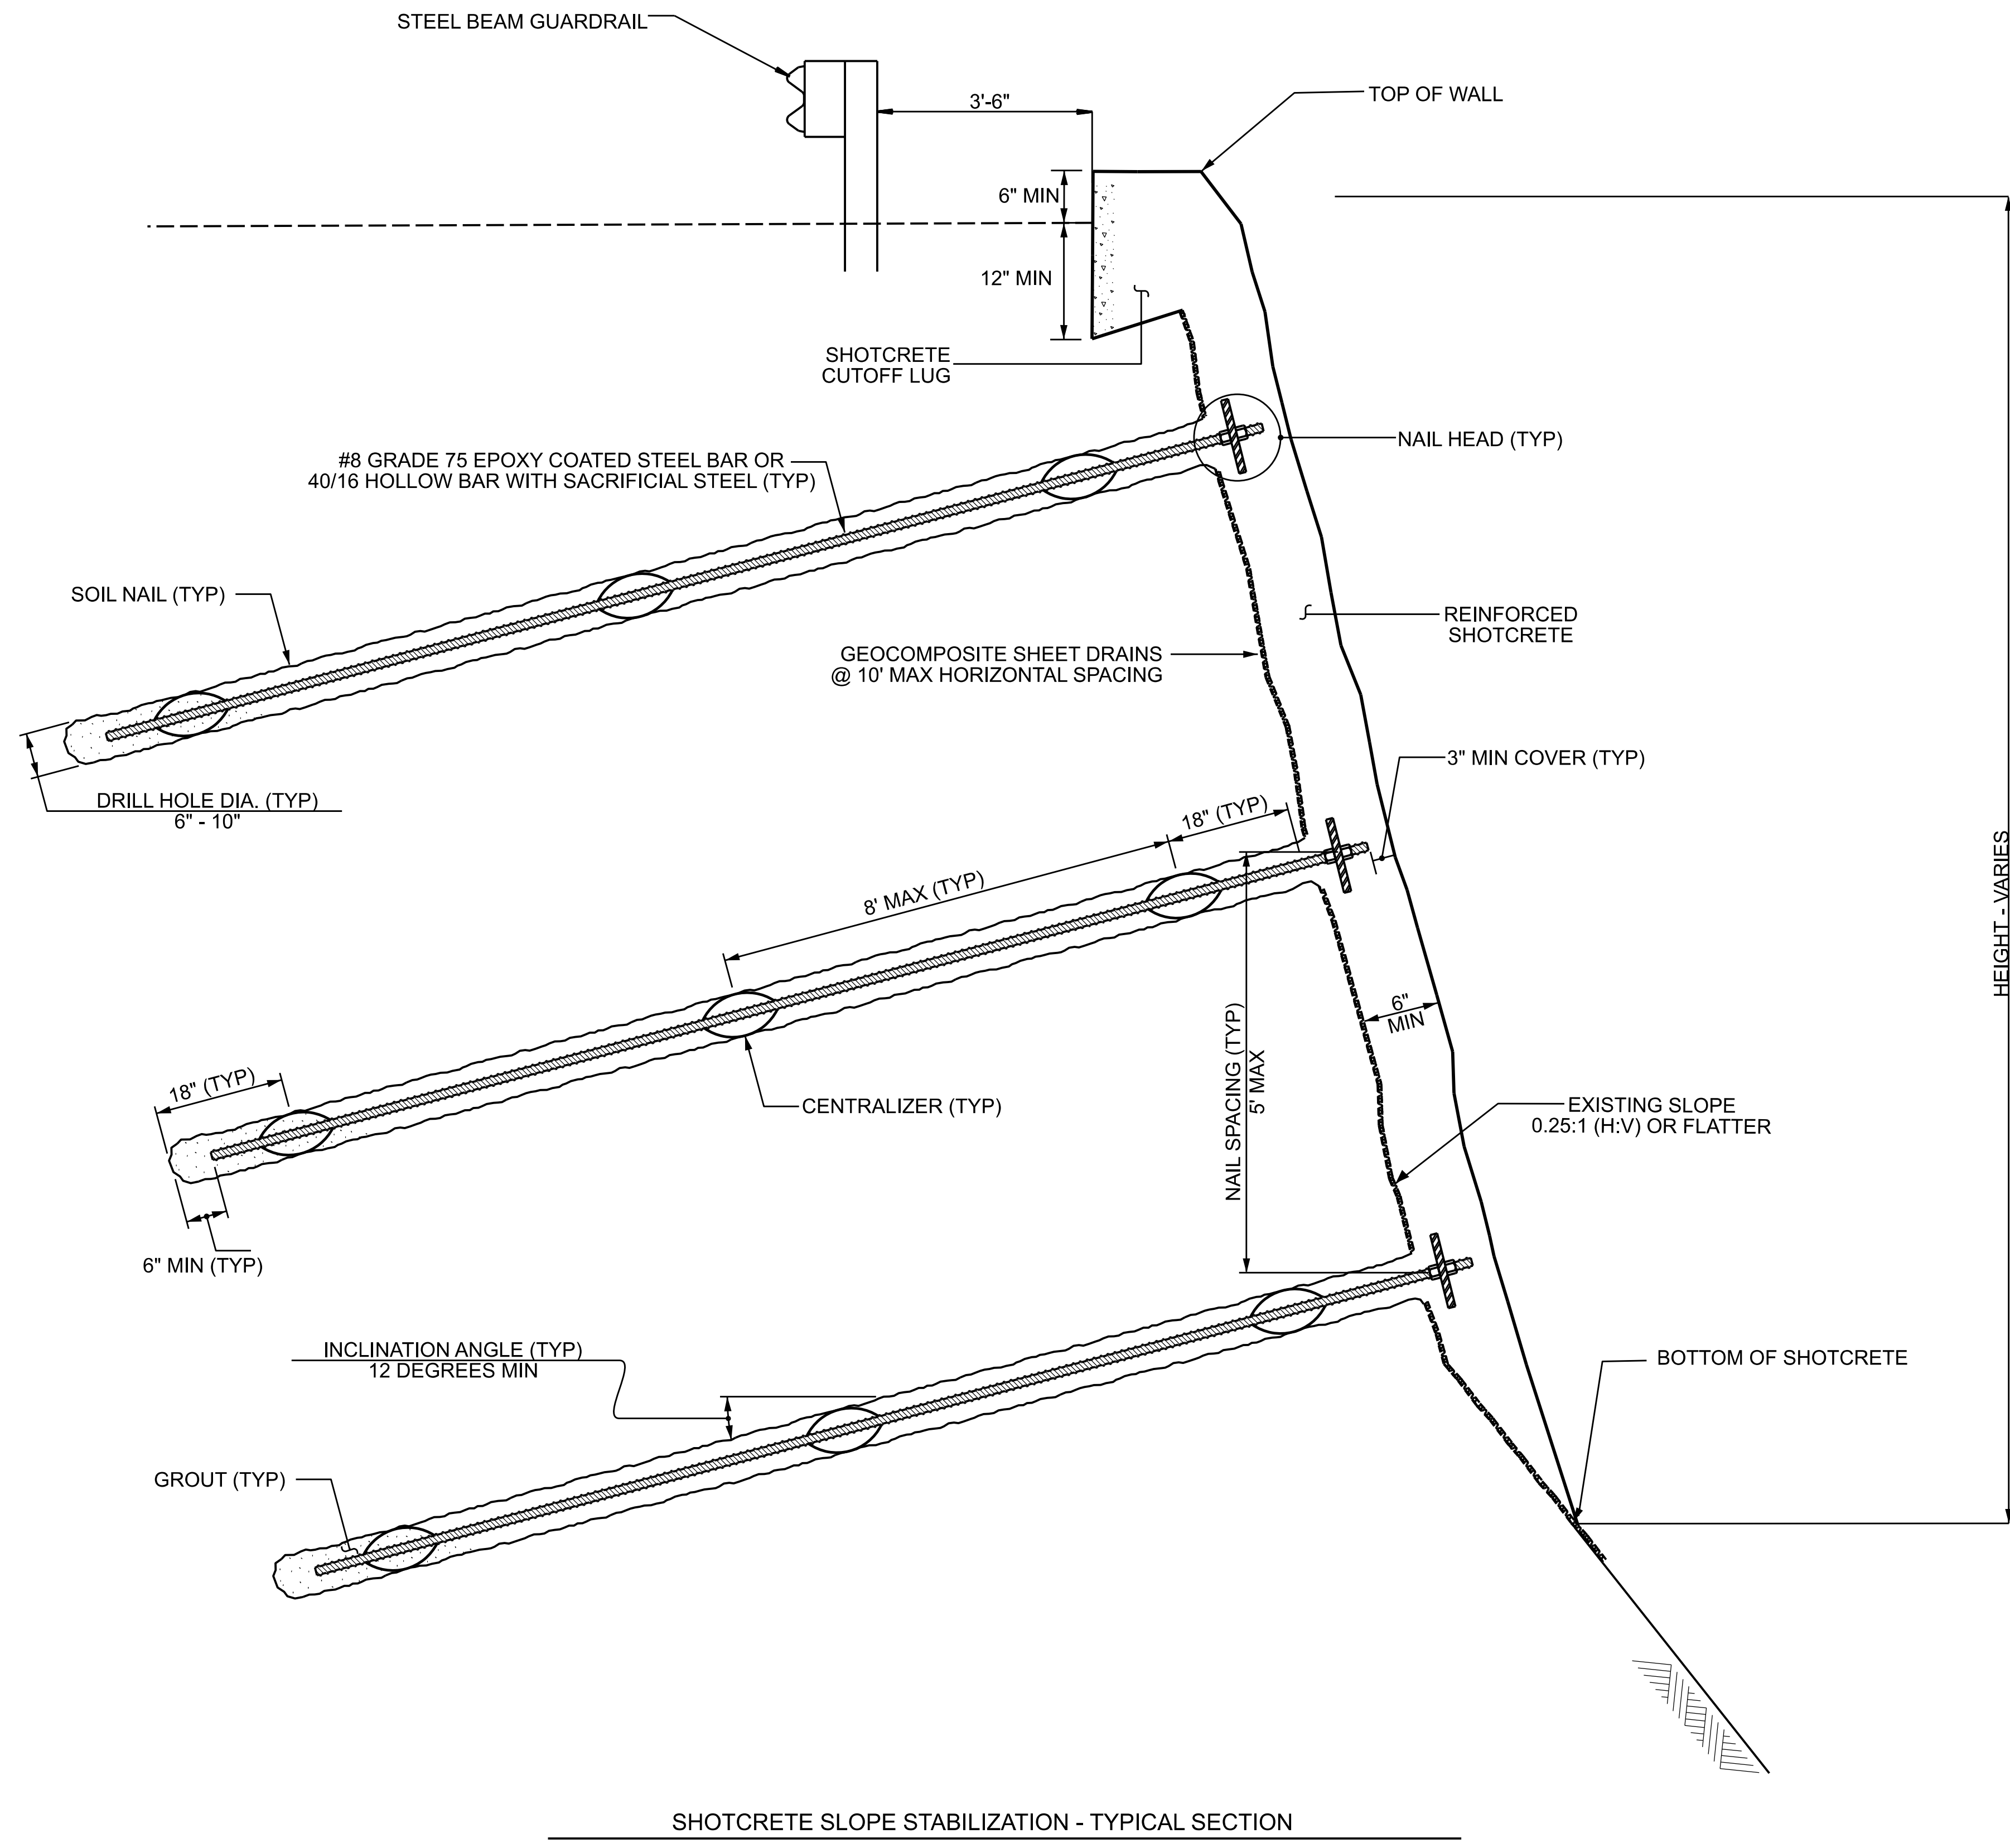 STEEL BEAM GUARDRAIL
3'-6"
TOP OF WALL
6" MIN
12" MIN
SHOTCRETE
CUTOFF LUG
NAIL HEAD (TYP)
#8 GRADE 75 EPOXY COATED STEEL BAR OR
40/16 HOLLOW BAR WITH SACRIFICIAL STEEL (TYP)
SOIL NAIL (TYP)
REINFORCED
SHOTCRETE
GEOCOMPOSITE SHEET DRAINS
@ 10' MAX HORIZONTAL SPACING
3" MIN COVER (TYP)
DRILL HOLE DIA. (TYP)
6" - 10"
18" (TYP)
8' MAX (TYP)
HEIGHT - VARIES
6"
MIN
NAIL SPACING (TYP)
5' MAX
18" (TYP)
CENTRALIZER (TYP)
EXISTING SLOPE
0.25:1 (H:V) OR FLATTER
6" MIN (TYP)
INCLINATION ANGLE (TYP)
12 DEGREES MIN
BOTTOM OF SHOTCRETE
GROUT (TYP)
SHOTCRETE SLOPE STABILIZATION - TYPICAL SECTION